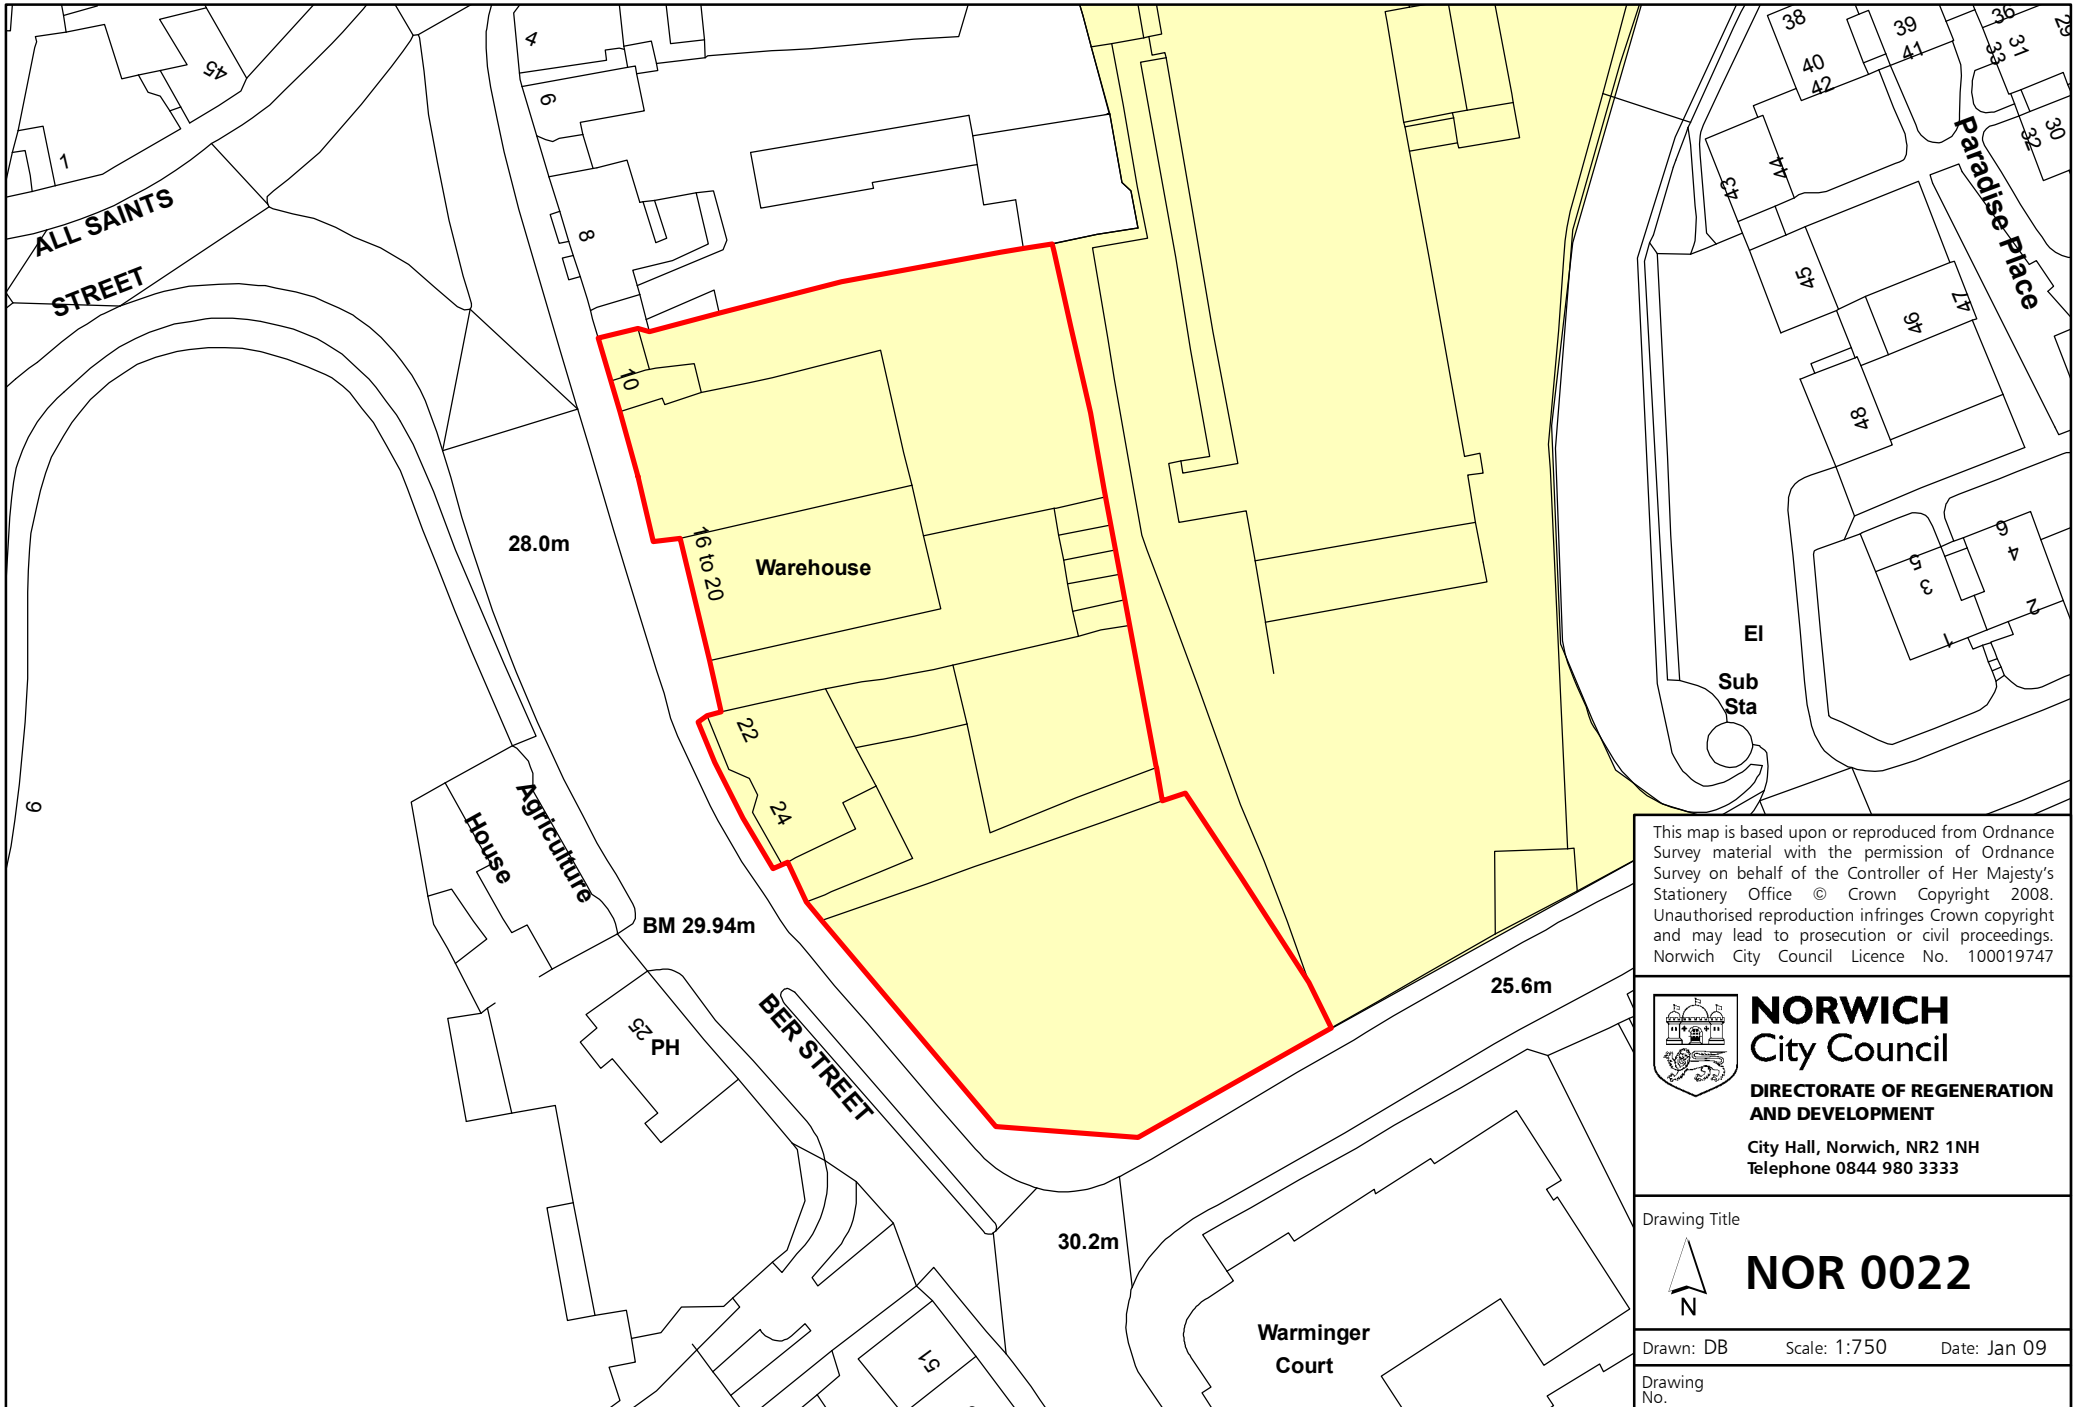 4
45
6
1
8
ALL SAINTS
STREET
38
39
36
29
31
33
41
40
42
30
32
Paradise Place
44
43
45
47
46
48
10
28.0m
16 to 20
Warehouse
6
4
5
3
2
1
El
Sub
Sta
22
24
9
Agriculture
House
BM 29.94m
BER STREET
25
PH
25.6m
30.2m
Warminger
Court
51
This map is based upon or reproduced from Ordnance
Survey material with the permission of Ordnance
Survey on behalf of the Controller of Her Majesty's
Stationery Office © Crown Copyright 2008.
Unauthorised reproduction infringes Crown copyright
and may lead to prosecution or civil proceedings.
Norwich City Council Licence No. 100019747
NORWICH
City Council
DIRECTORATE OF REGENERATION
AND DEVELOPMENT
City Hall, Norwich, NR2 1NH
Telephone 0844 980 3333
Drawing Title
N
NOR 0022
Drawn: DB Scale: 1:750 Date: Jan 09
Drawing
No.